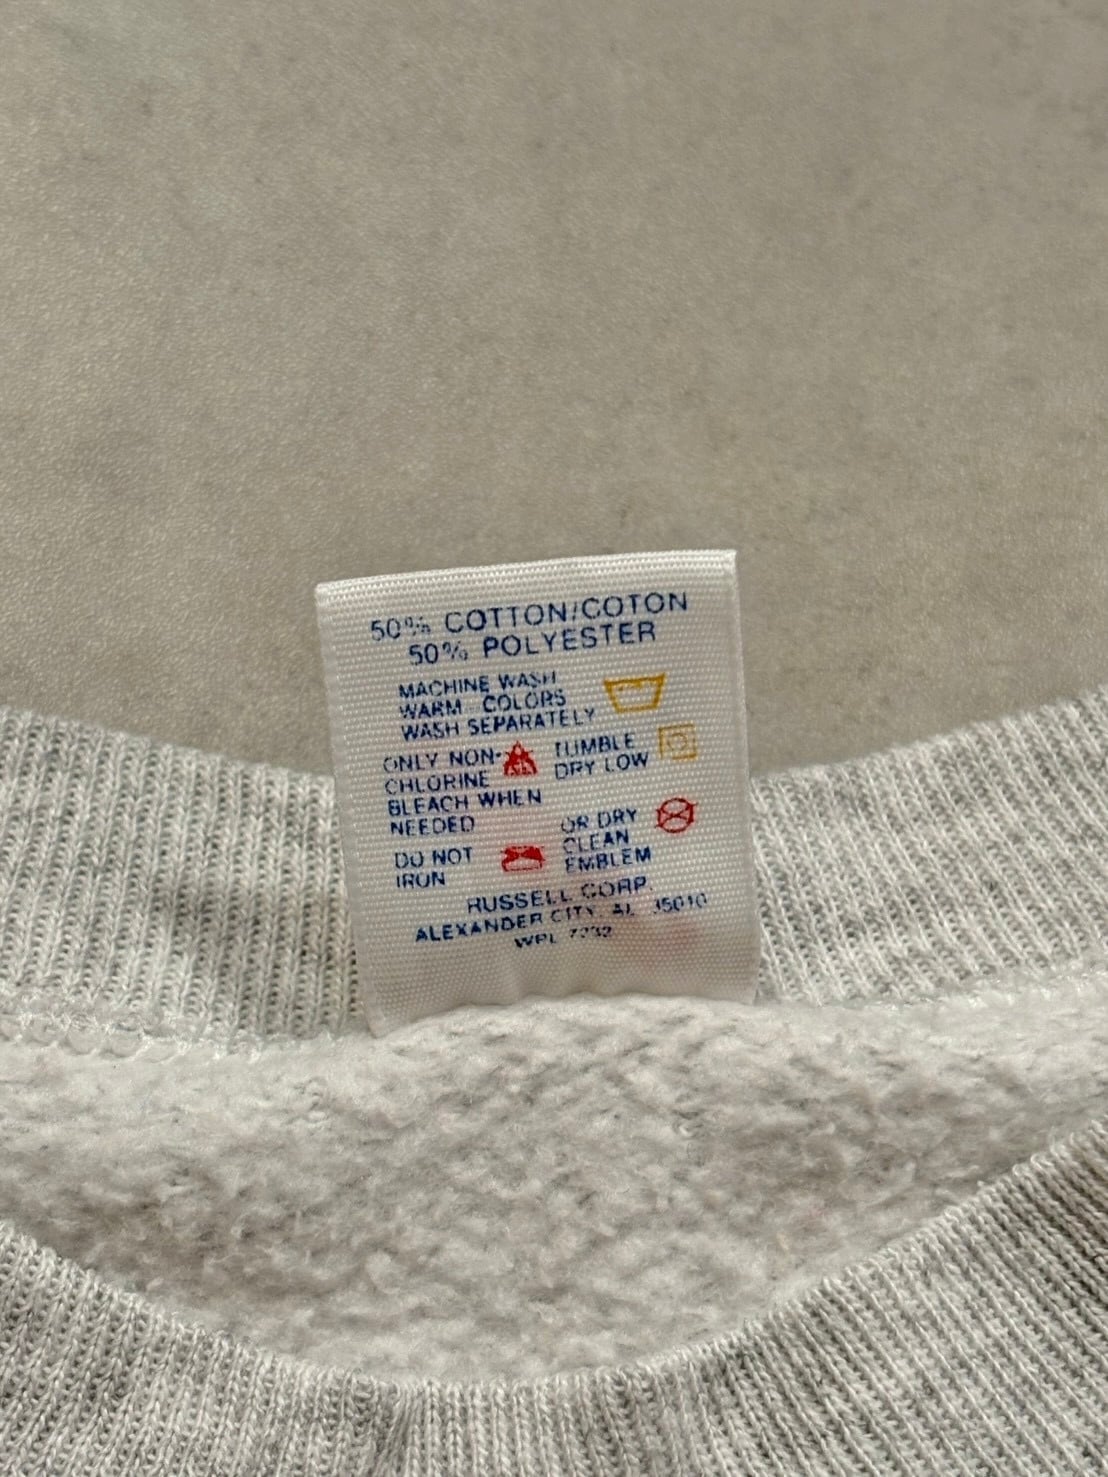 50% COTTON/COTON
50% POLYESTER
MACHINE WASH
WARM COLORS
WASH SEPARATELY
ONLY NON-
CHLORINE
BLEACH WHEN
NEEDED
TUMBLE
DRY LOW
DO NOT
IRON
OR DRY
CLEAN
EMBLEM
RUSSELL CORP.
ALEXANDER CITY, AL 35010
WPL